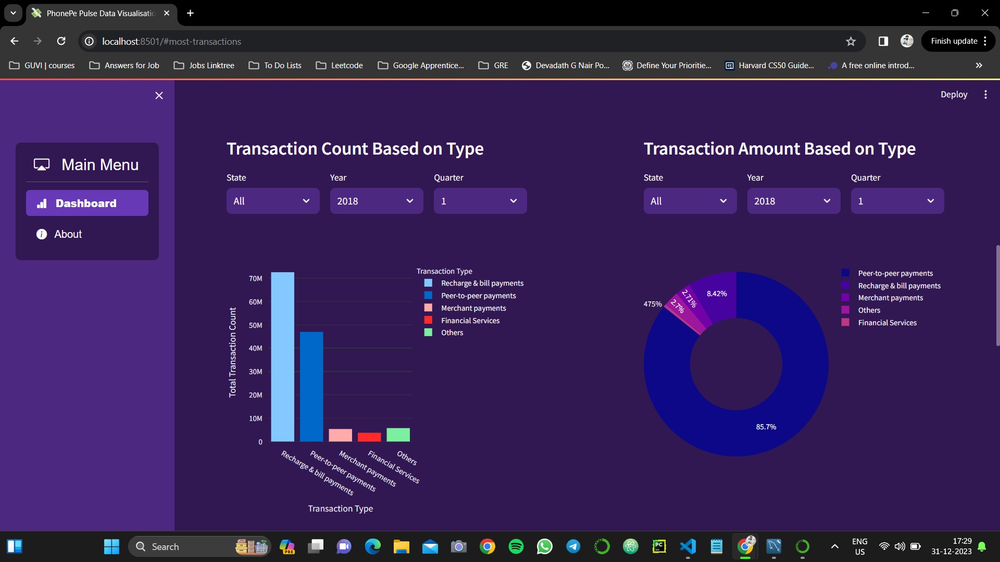 PhonePe Pulse Data Visualisatio
localhost:8501/#most-transactions
Finish update
GUVI | courses
Answers for Job
Jobs Linktree
To Do Lists
Leetcode
Google Apprentice...
GRE
Devadath G Nair Po...
Define Your Prioritie...
Harvard CS50 Guide...
A free online introd...
Deploy
Main Menu
Dashboard
About
Transaction Count Based on Type
State
Year
Quarter
All
2018
1
70M
60M
50M
40M
30M
20M
10M
0
Total Transaction Count
Recharge & bill payments
Peer-to-peer payments
Merchant payments
Financial Services
Others
Transaction Type
Transaction Type
Recharge & bill payments
Peer-to-peer payments
Merchant payments
Financial Services
Others
Transaction Amount Based on Type
State
Year
Quarter
All
2018
1
475%
2.7%
2.71%
8.42%
85.7%
Peer-to-peer payments
Recharge & bill payments
Merchant payments
Others
Financial Services
Search
PRE
PC
ENG
US
17:29
31-12-2023